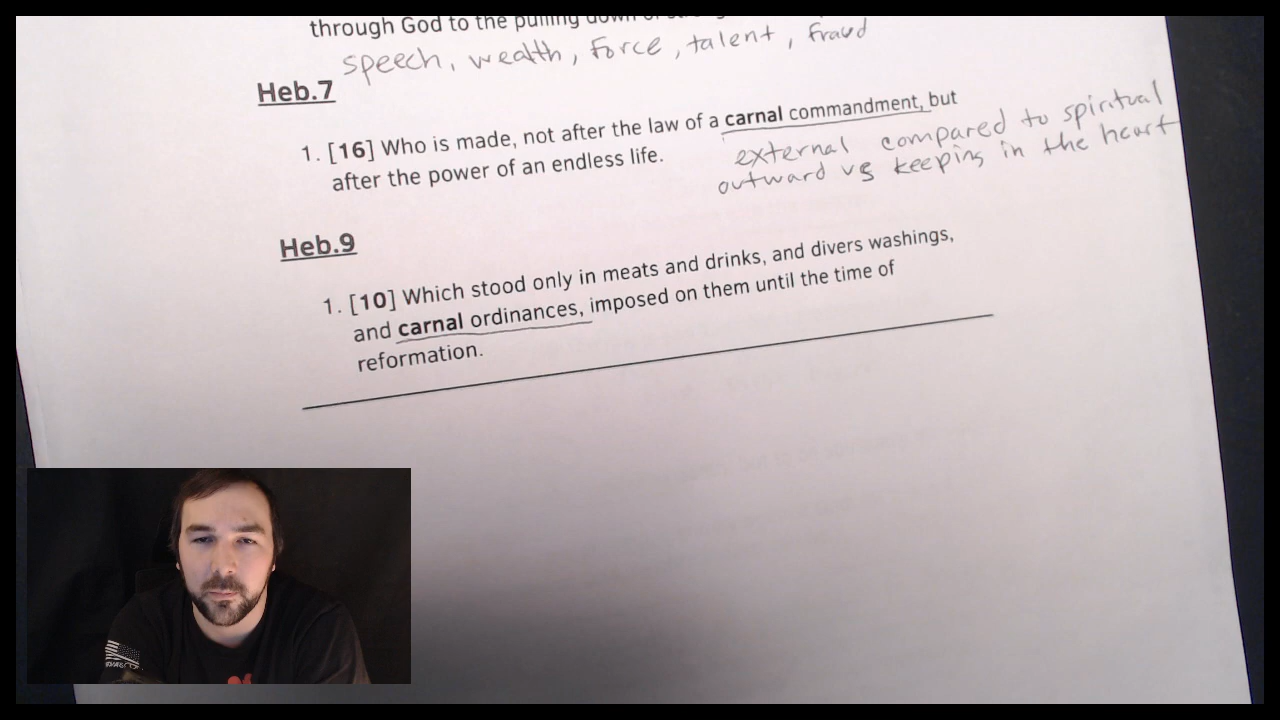 through God to the pulling down of
speech, wealth, force, talent, fraud
Heb.7
1. [16] Who is made, not after the law of a carnal commandment, but
after the power of an endless life.
external compared to spiritual
outward vs keeping in the heart
Heb.9
1. [10] Which stood only in meats and drinks, and divers washings,
and carnal ordinances, imposed on them until the time of
reformation.